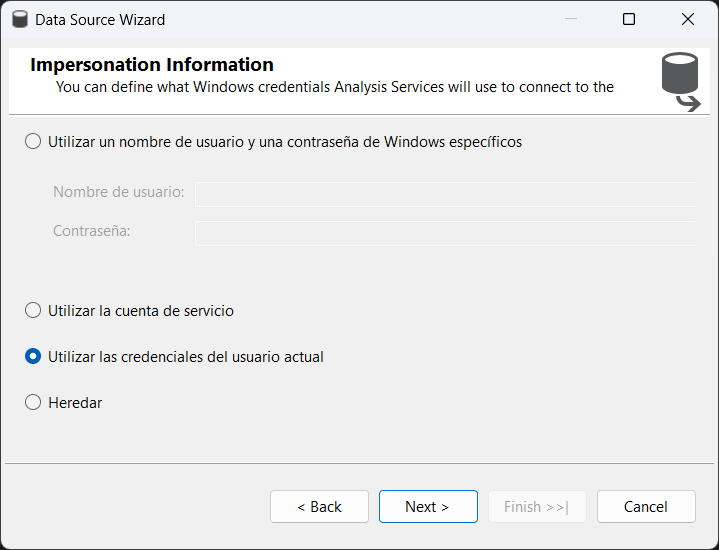 Data Source Wizard
Impersonation Information
You can define what Windows credentials Analysis Services will use to connect to the
Utilizar un nombre de usuario y una contraseña de Windows específicos
Nombre de usuario:
Contraseña:
Utilizar la cuenta de servicio
Utilizar las credenciales del usuario actual
Heredar
< Back Next > Finish >>| Cancel